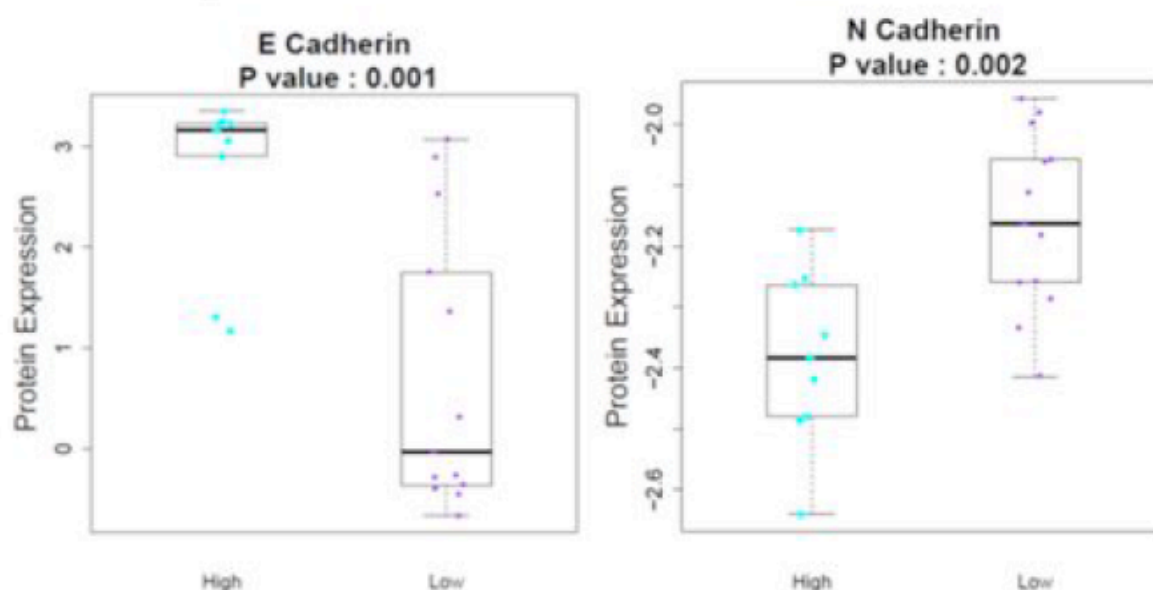 E Cadherin
P value : 0.001
Protein Expression
3
2
1
0
High Low
N Cadherin
P value : 0.002
Protein Expression
-2.0
-2.2
-2.4
-2.6
High Low